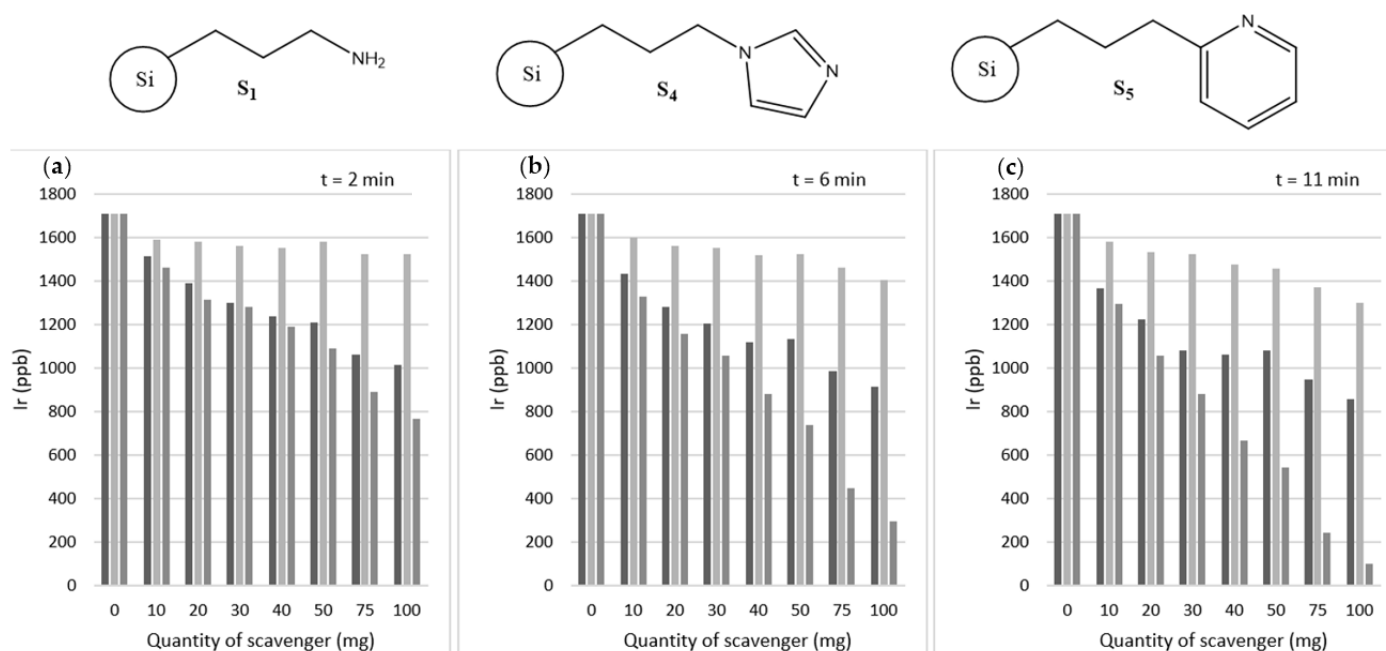 Si
NH₂
S₁
Si
N
N
S₄
Si
N
S₅
(a)
t = 2 min
1800
1600
1400
1200
1000
800
600
400
200
0
Ir (ppb)
0 10 20 30 40 50 75 100
Quantity of scavenger (mg)
(b)
t = 6 min
1800
1600
1400
1200
1000
800
600
400
200
0
Ir (ppb)
0 10 20 30 40 50 75 100
Quantity of scavenger (mg)
(c)
t = 11 min
1800
1600
1400
1200
1000
800
600
400
200
0
Ir (ppb)
0 10 20 30 40 50 75 100
Quantity of scavenger (mg)